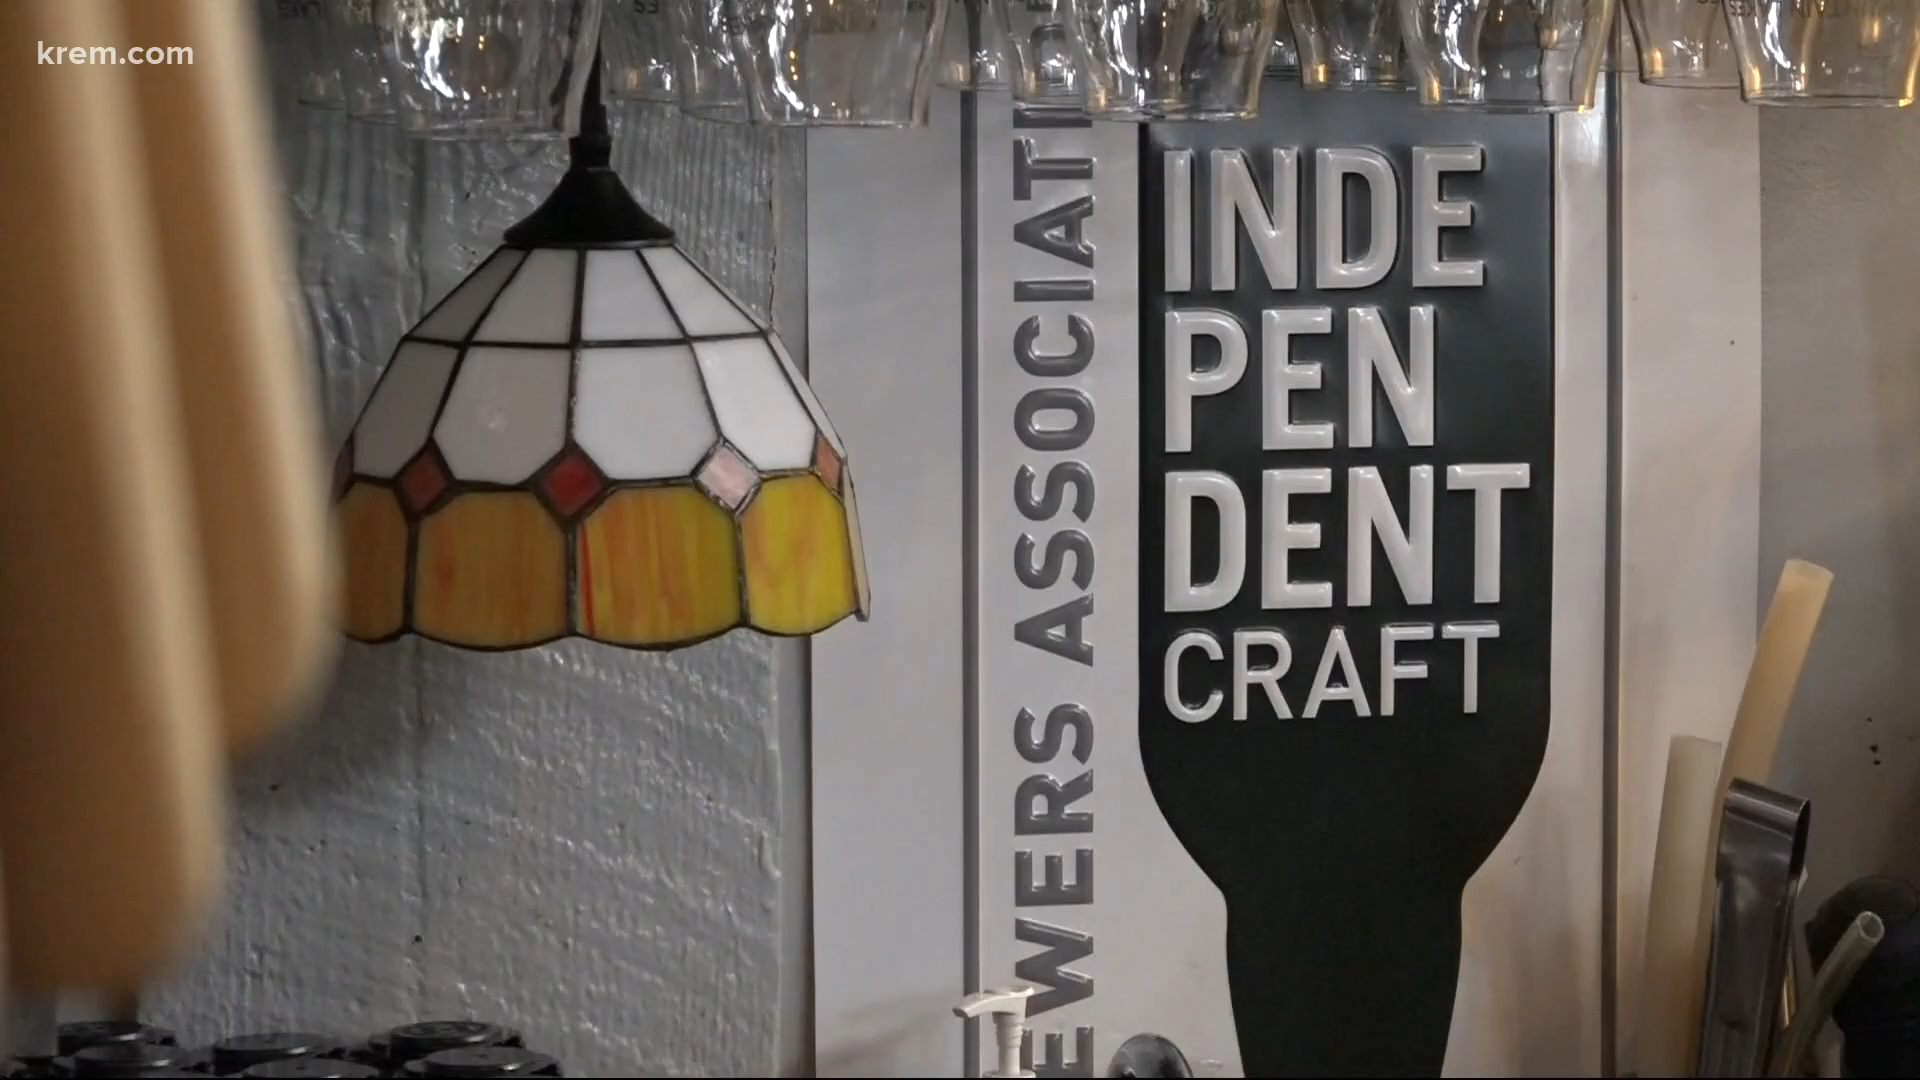 krem.com
EWERS ASSOCIATI
INDE
PEN
DENT
CRAFT